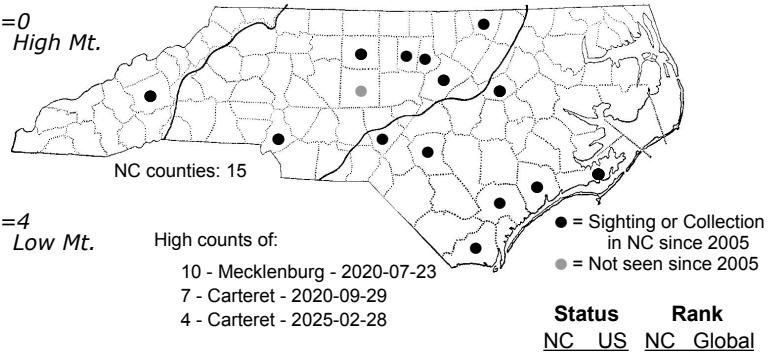 =0
High Mt.
NC counties: 15
=4
Low Mt.
High counts of:
10 - Mecklenburg - 2020-07-23
7 - Carteret - 2020-09-29
4 - Carteret - 2025-02-28
= Sighting or Collection
in NC since 2005
= Not seen since 2005
Status Rank
NC US NC Global